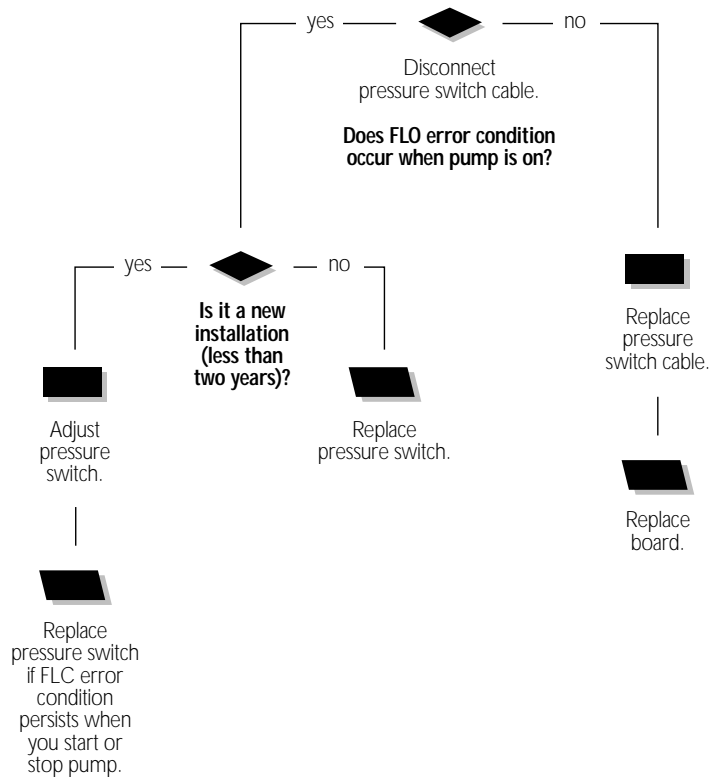 yes
no
Disconnect
pressure switch cable.
Does FLO error condition
occur when pump is on?
yes
no
Is it a new
installation
(less than
two years)?
Replace
pressure
switch cable.
Adjust
pressure
switch.
Replace
pressure switch.
Replace
board.
Replace
pressure switch
if FLC error
condition
persists when
you start or
stop pump.